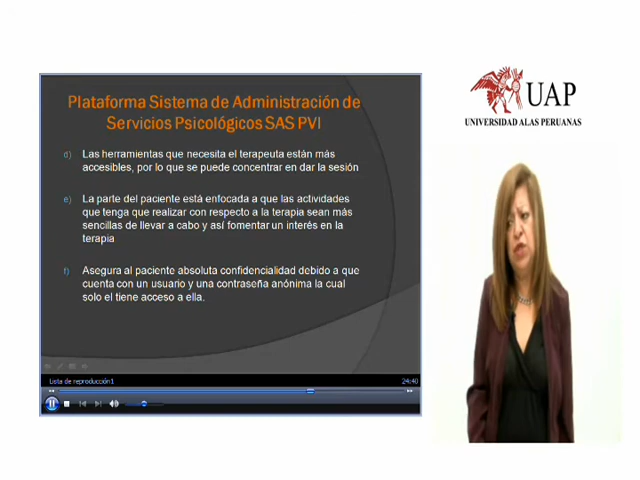 Plataforma Sistema de Administración de
Servicios Psicológicos SAS PVI
d) Las herramientas que necesita el terapeuta están más
accesibles, por lo que se puede concentrar en dar la sesión
e) La parte del paciente está enfocada a que las actividades
que tenga que realizar con respecto a la terapia sean más
sencillas de llevar a cabo y así fomentar un interés en la
terapia
f) Asegura al paciente absoluta confidencialidad debido a que
cuenta con un usuario y una contraseña anónima la cual
solo el tiene acceso a ella.
Lista de reproducción1
24:40
UAP
UNIVERSIDAD ALAS PERUANAS